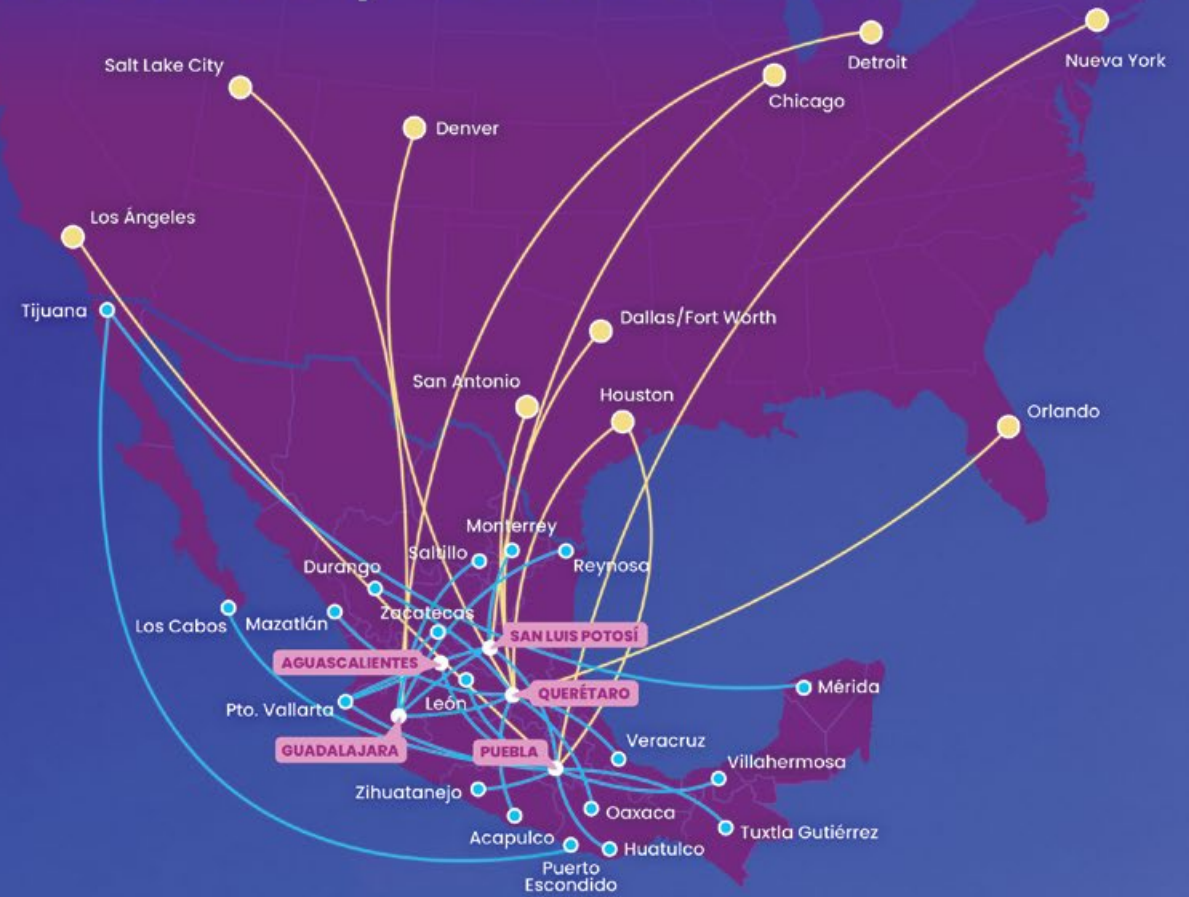 Nueva York
Detroit
Salt Lake City
Chicago
Denver
Los Ángeles
Tijuana
Dallas/Fort Worth
San Antonio
Houston
Orlando
Monterrey
Saltillo
Reynosa
Durango
Zacatecas
Los Cabos
Mazatlán
SAN LUIS POTOSÍ
AGUASCALIENTES
QUERÉTARO
Mérida
León
Pto. Vallarta
GUADALAJARA
PUEBLA
Veracruz
Villahermosa
Zihuatanejo
Oaxaca
Tuxtla Gutiérrez
Acapulco
Huatulco
Puerto
Escondido